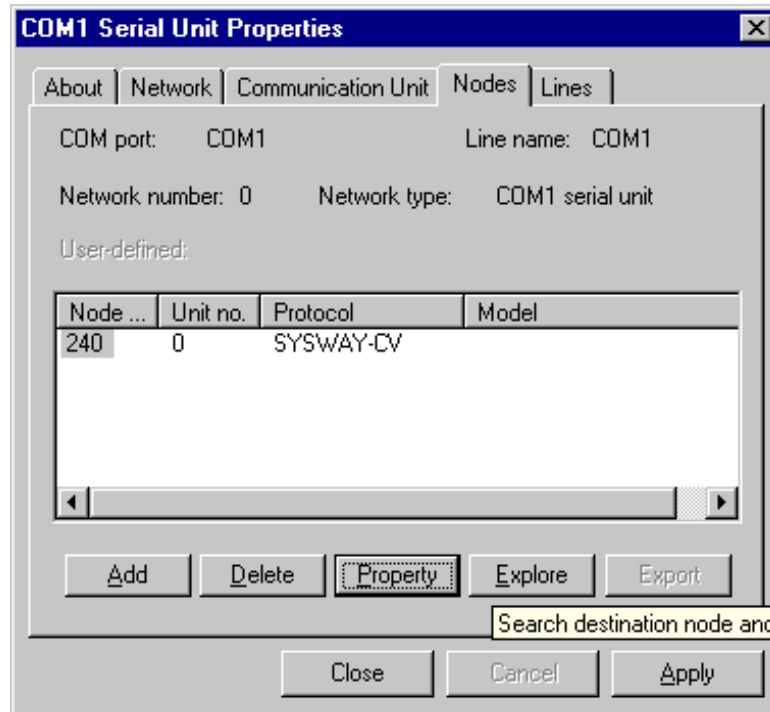 COM1 Serial Unit Properties
About Network Communication Unit Nodes Lines
COM port: COM1 Line name: COM1
Network number: 0 Network type: COM1 serial unit
User-defined:
Node ... Unit no. Protocol Model
240 0 SYSWAY-CV
Add Delete Property Explore Export
Search destination node and
Close Cancel Apply